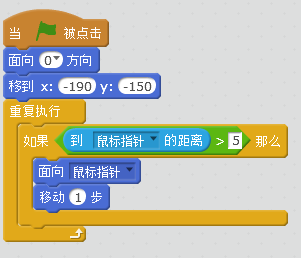 当 被点击
面向 0 方向
移到 x: -190 y: -150
重复执行
如果 到 鼠标指针 的距离 > 5 那么
面向 鼠标指针
移动 1 步